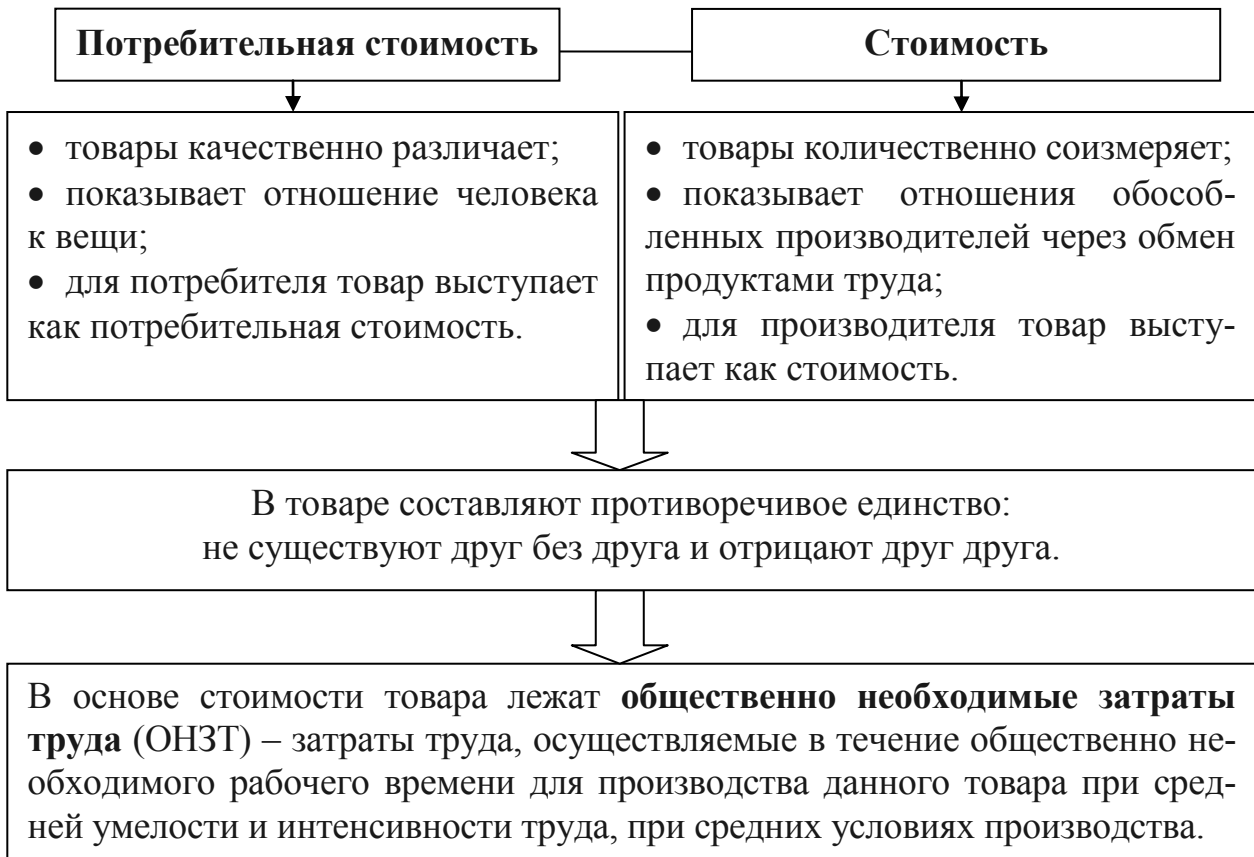 Потребительная стоимость
Стоимость
• товары качественно различает;
• показывает отношение человека
к вещи;
• для потребителя товар выступает
как потребительная стоимость.
• товары количественно соизмеряет;
• показывает отношения обособ-
ленных производителей через обмен
продуктами труда;
• для производителя товар высту-
пает как стоимость.
В товаре составляют противоречивое единство:
не существуют друг без друга и отрицают друг друга.
В основе стоимости товара лежат общественно необходимые затраты
труда (ОНЗТ) – затраты труда, осуществляемые в течение общественно не-
обходимого рабочего времени для производства данного товара при сред-
ней умелости и интенсивности труда, при средних условиях производства.